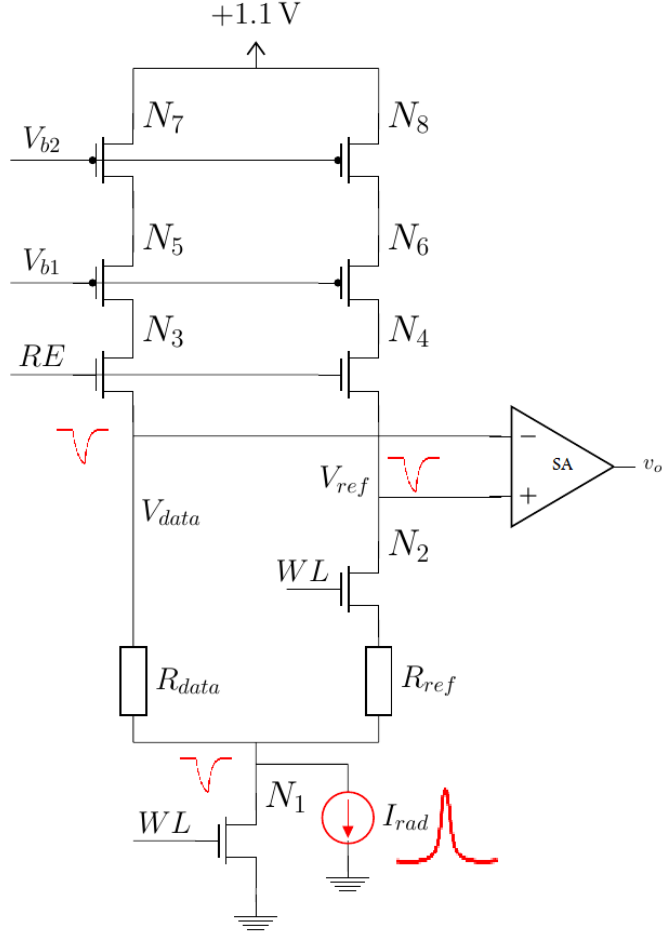 +1.1 V
N7 N8
Vb2
N5 N6
Vb1
N3 N4
RE
− SA vo
Vref
+
Vdata
N2
WL
Rdata Rref
N1
WL Irad